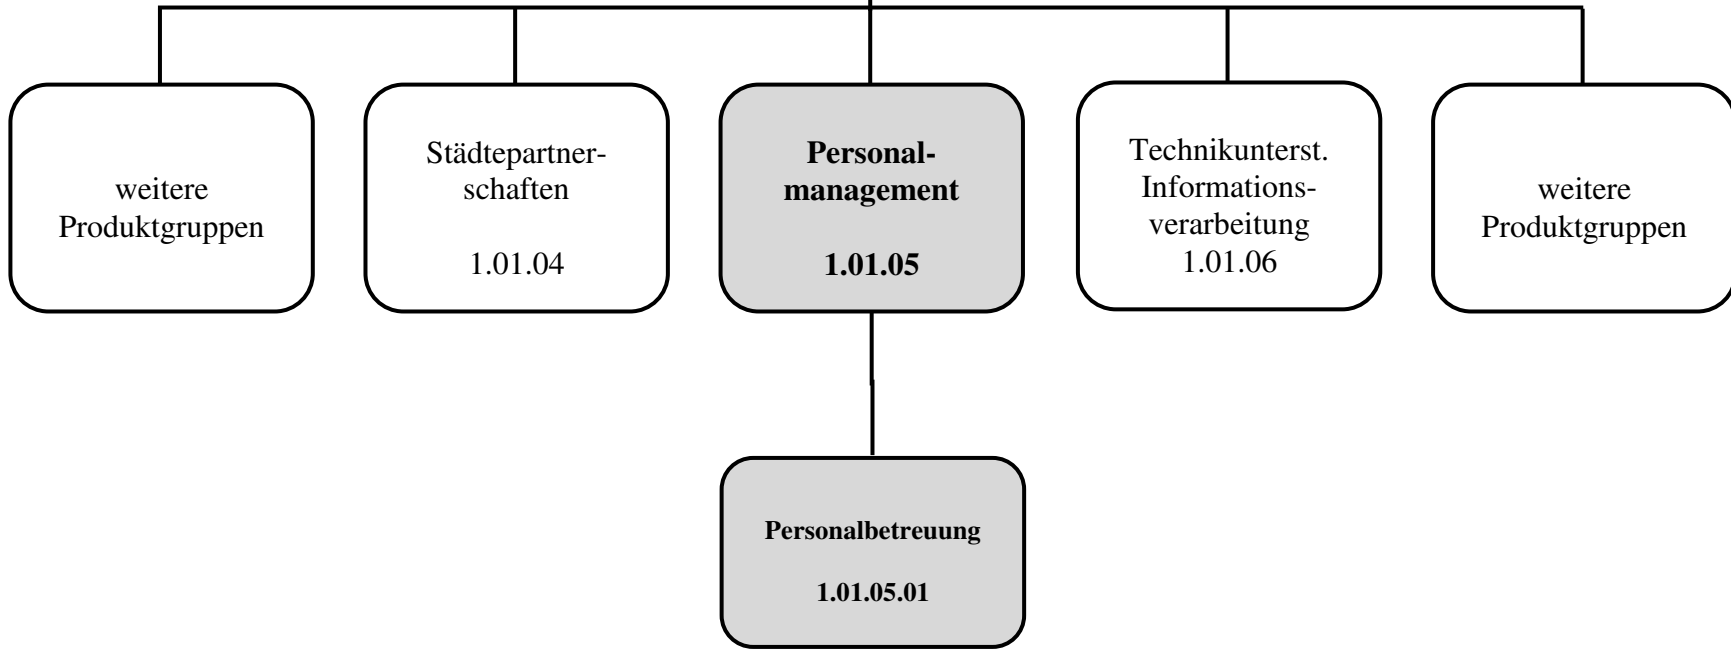 weitere
Produktgruppen
Städtepartner-
schaften
1.01.04
Personal-
management
1.01.05
Technikunterst.
Informations-
verarbeitung
1.01.06
weitere
Produktgruppen
Personalbetreuung
1.01.05.01